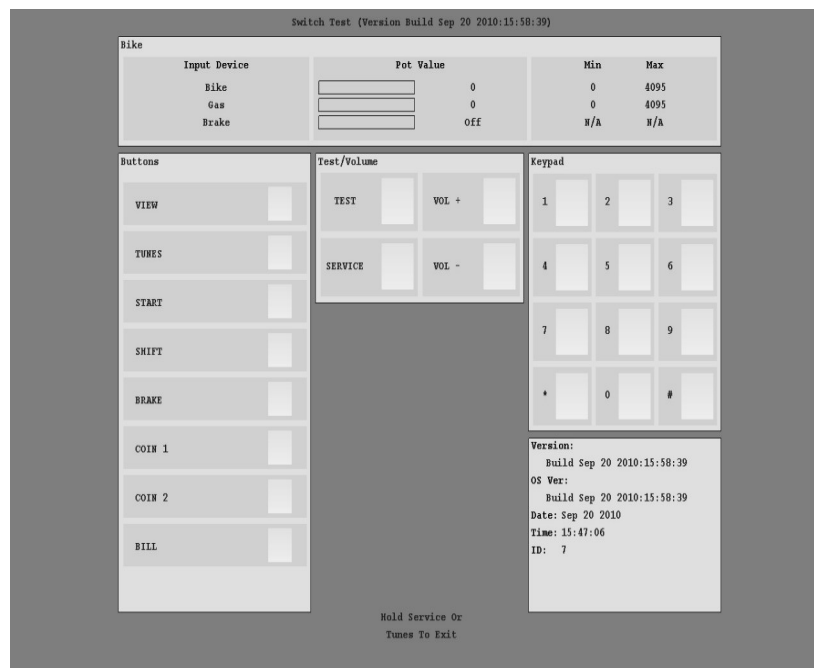 Switch Test (Version Build Sep 20 2010:15:58:39)
Bike
Input Device Pot Value Min Max
Bike 0 0 4095
Gas 0 0 4095
Brake Off N/A N/A
Buttons
VIEW
TUNES
START
SHIFT
BRAKE
COIN 1
COIN 2
BILL
Test/Volume
TEST VOL +
SERVICE VOL -
Keypad
1 2 3
4 5 6
7 8 9
* 0 #
Version:
Build Sep 20 2010:15:58:39
OS Ver:
Build Sep 20 2010:15:58:39
Date: Sep 20 2010
Time: 15:47:06
ID: 7
Hold Service Or
Tunes To Exit